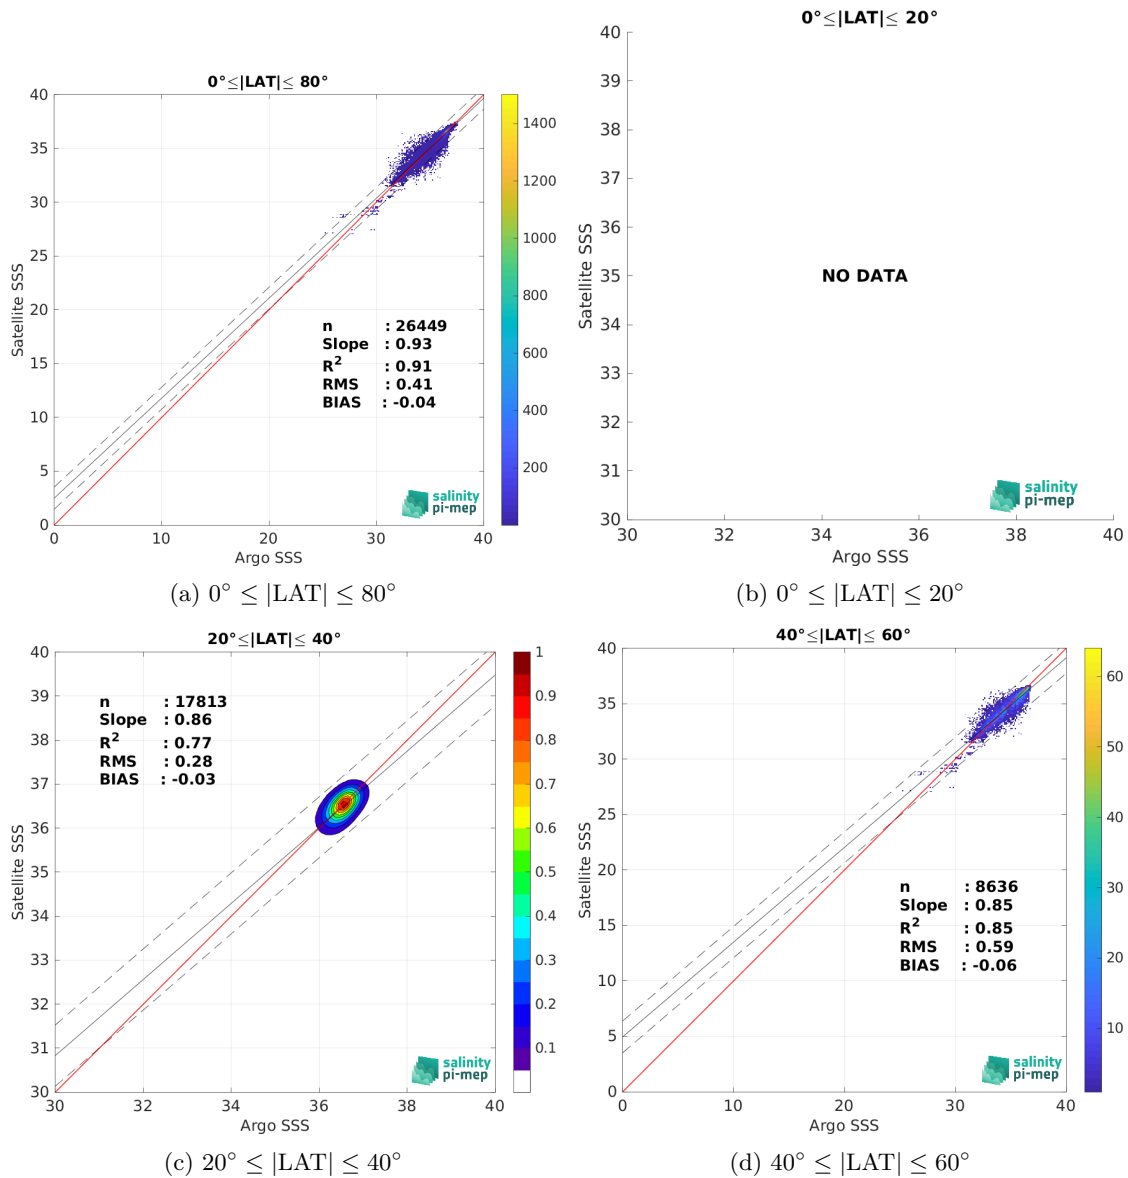 0°≤|LAT|≤ 80°
40
35
30
25
20
15
10
5
0
0
10
20
30
40
Satellite SSS
Argo SSS
n : 26449
Slope : 0.93
R2 : 0.91
RMS : 0.41
BIAS : -0.04
salinity
pi-mep
1400
1200
1000
800
600
400
200
(a) 0° ≤ |LAT| ≤ 80°
0°≤|LAT|≤ 20°
40
39
38
37
36
35
34
33
32
31
30
30
32
34
36
38
40
Satellite SSS
Argo SSS
NO DATA
salinity
pi-mep
(b) 0° ≤ |LAT| ≤ 20°
20°≤|LAT|≤ 40°
40
39
38
37
36
35
34
33
32
31
30
30
32
34
36
38
40
Satellite SSS
Argo SSS
n : 17813
Slope : 0.86
R2 : 0.77
RMS : 0.28
BIAS : -0.03
salinity
pi-mep
1
0.9
0.8
0.7
0.6
0.5
0.4
0.3
0.2
0.1
(c) 20° ≤ |LAT| ≤ 40°
40°≤|LAT|≤ 60°
40
35
30
25
20
15
10
5
0
0
10
20
30
40
Satellite SSS
Argo SSS
n : 8636
Slope : 0.85
R2 : 0.85
RMS : 0.59
BIAS : -0.06
salinity
pi-mep
60
50
40
30
20
10
(d) 40° ≤ |LAT| ≤ 60°